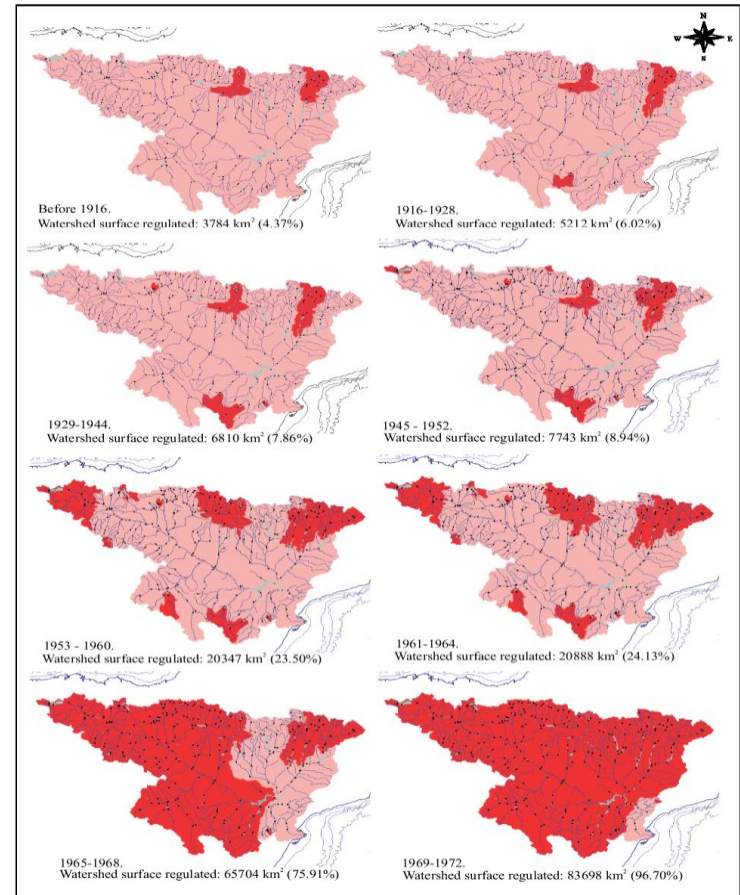 N
W E
S
Before 1916.
Watershed surface regulated: 3784 km² (4.37%)
1916-1928.
Watershed surface regulated: 5212 km² (6.02%)
1929-1944.
Watershed surface regulated: 6810 km² (7.86%)
1945 - 1952.
Watershed surface regulated: 7743 km² (8.94%)
1953 - 1960.
Watershed surface regulated: 20347 km² (23.50%)
1961-1964.
Watershed surface regulated: 20888 km² (24.13%)
1965-1968.
Watershed surface regulated: 65704 km² (75.91%)
1969-1972.
Watershed surface regulated: 83698 km² (96.70%)